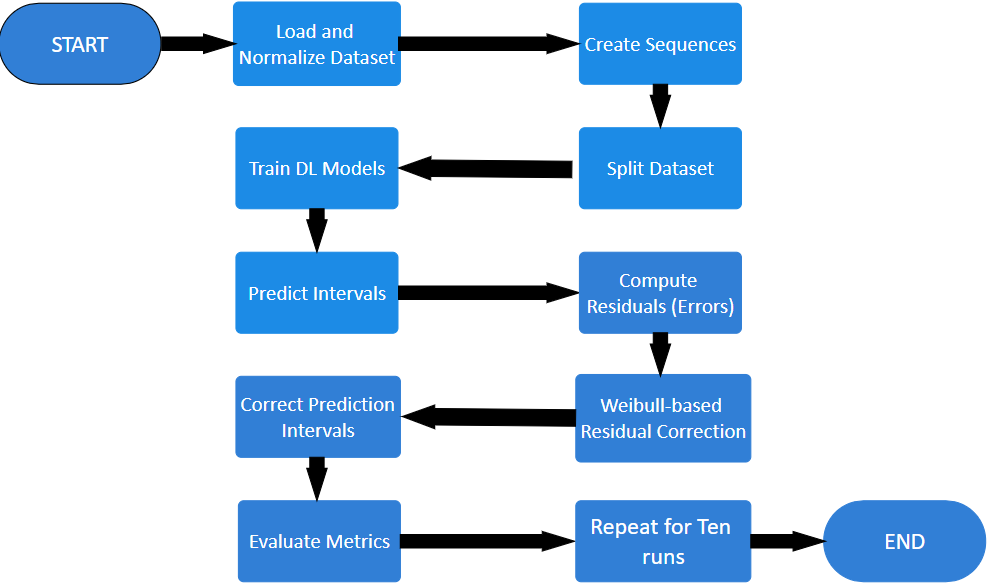 START
Load and
Normalize Dataset
Create Sequences
Split Dataset
Train DL Models
Predict Intervals
Compute
Residuals (Errors)
Weibull-based
Residual Correction
Correct Prediction
Intervals
Evaluate Metrics
Repeat for Ten
runs
END